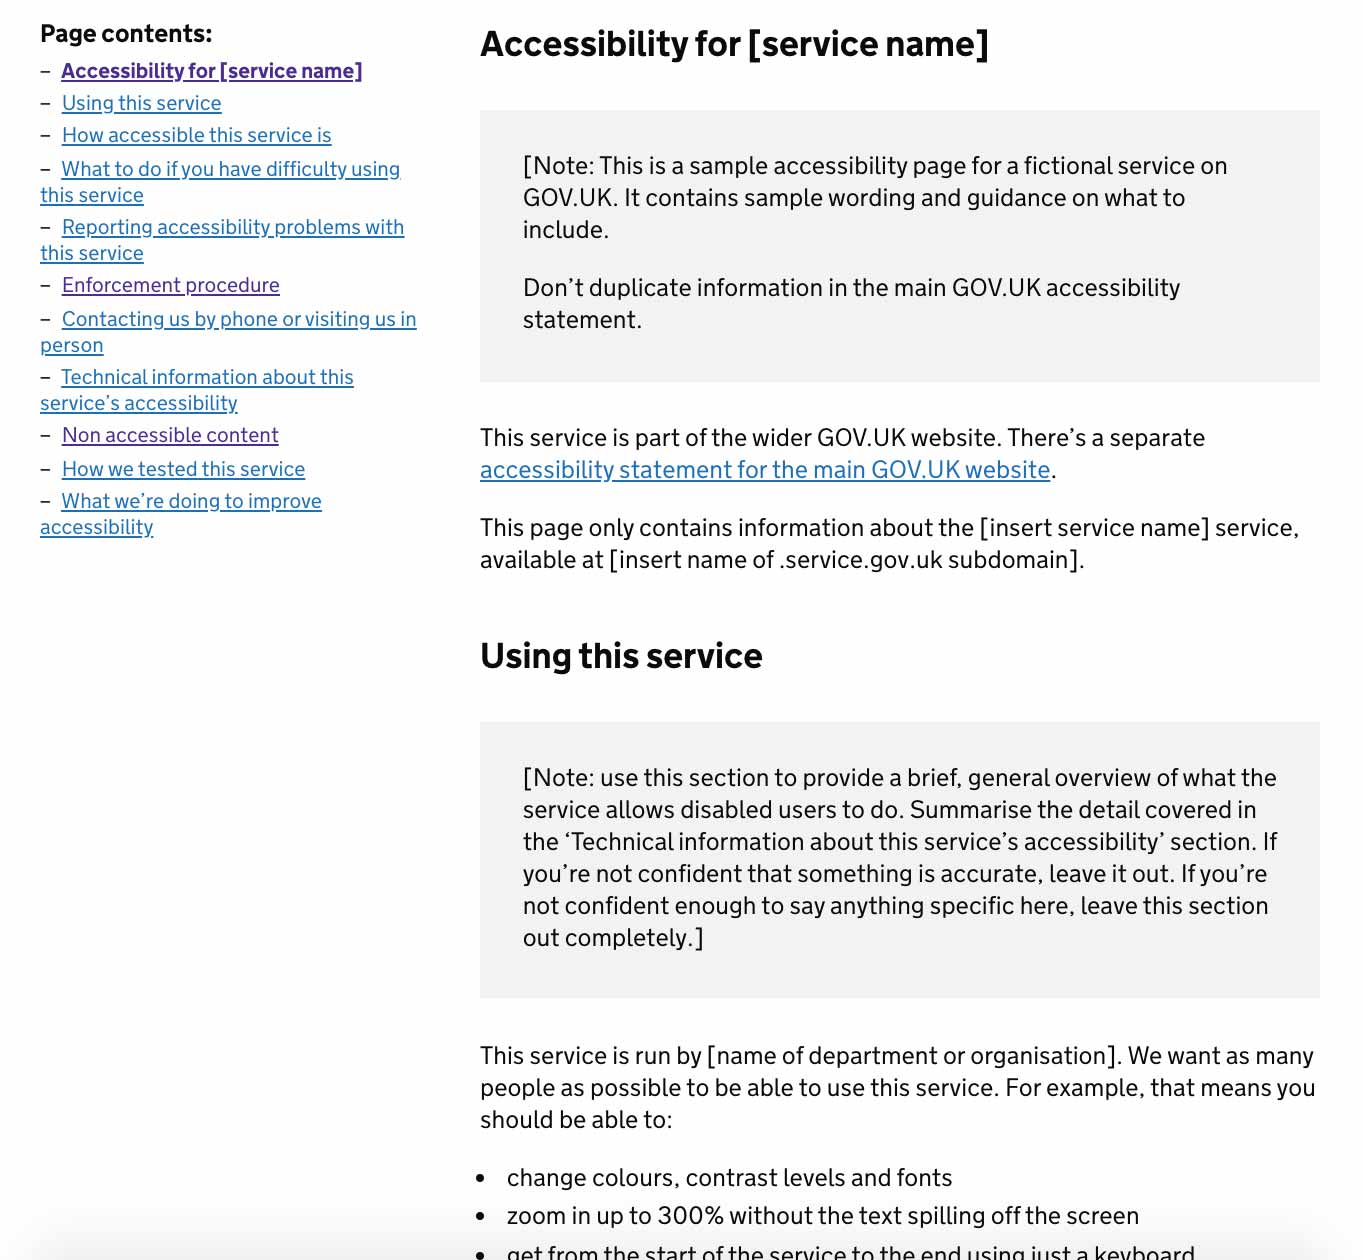 Page contents:
– Accessibility for [service name]
– Using this service
– How accessible this service is
– What to do if you have difficulty using
this service
– Reporting accessibility problems with
this service
– Enforcement procedure
– Contacting us by phone or visiting us in
person
– Technical information about this
service’s accessibility
– Non accessible content
– How we tested this service
– What we’re doing to improve
accessibility
Accessibility for [service name]
[Note: This is a sample accessibility page for a fictional service on
GOV.UK. It contains sample wording and guidance on what to
include.
Don’t duplicate information in the main GOV.UK accessibility
statement.
This service is part of the wider GOV.UK website. There’s a separate
accessibility statement for the main GOV.UK website.
This page only contains information about the [insert service name] service,
available at [insert name of .service.gov.uk subdomain].
Using this service
[Note: use this section to provide a brief, general overview of what the
service allows disabled users to do. Summarise the detail covered in
the ‘Technical information about this service’s accessibility’ section. If
you’re not confident that something is accurate, leave it out. If you’re
not confident enough to say anything specific here, leave this section
out completely.]
This service is run by [name of department or organisation]. We want as many
people as possible to be able to use this service. For example, that means you
should be able to:
• change colours, contrast levels and fonts
• zoom in up to 300% without the text spilling off the screen
• get from the start of the service to the end using just a keyboard